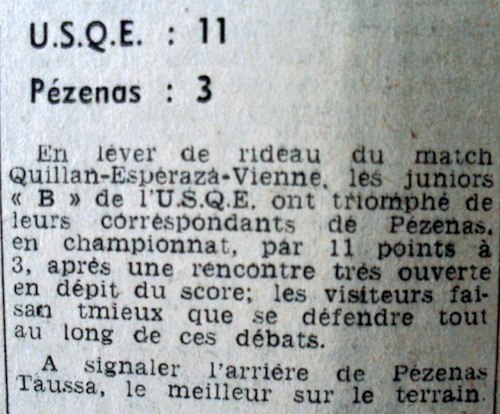 U.S.Q.E. : 11
Pézenas : 3
En lever de rideau du match
Quillan-Espéraza-Vienne, les juniors
« B » de l'U.S.Q.E. ont triomphé de
leurs correspondants de Pézenas,
en championnat, par 11 points à
3, après une rencontre très ouverte
en dépit du score; les visiteurs fai-
san tmieux que se défendre tout
au long de ces débats.
A signaler l'arrière de Pézenas
Taussa, le meilleur sur le terrain.